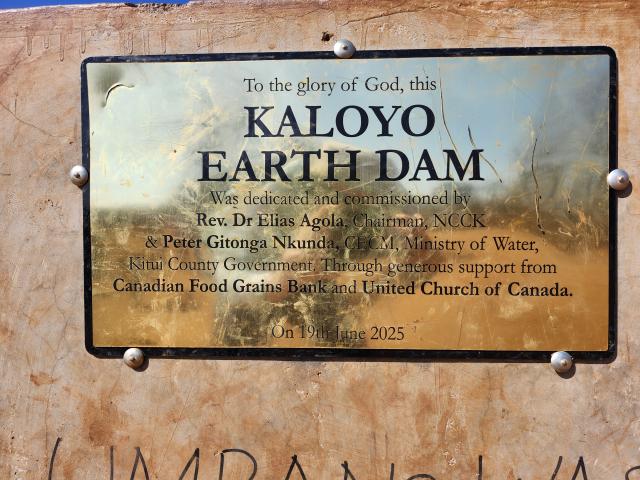 To the glory of God, this
KALOYO
EARTH DAM
Was dedicated and commissioned by
Rev. Dr Elias Agola, Chairman, NCCK
& Peter Gitonga Nkunda, CECM, Ministry of Water,
Kitui County Government. Through generous support from
Canadian Food Grains Bank and United Church of Canada.
On 19th June 2025